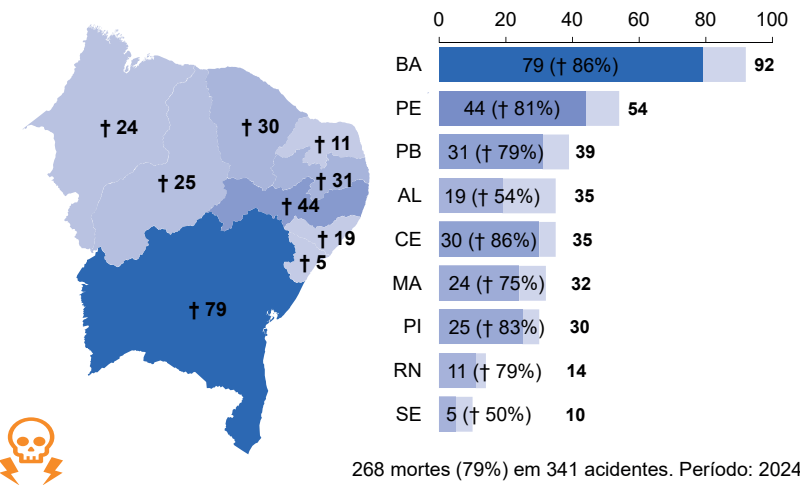 0 20 40 60 80 100
BA 79 († 86%) 92
PE 44 († 81%) 54
PB 31 († 79%) 39
AL 19 († 54%) 35
CE 30 († 86%) 35
MA 24 († 75%) 32
PI 25 († 83%) 30
RN 11 († 79%) 14
SE 5 († 50%) 10
† 24
† 30
† 11
† 25
† 31
† 44
† 19
† 5
† 79
268 mortes (79%) em 341 acidentes. Período: 2024